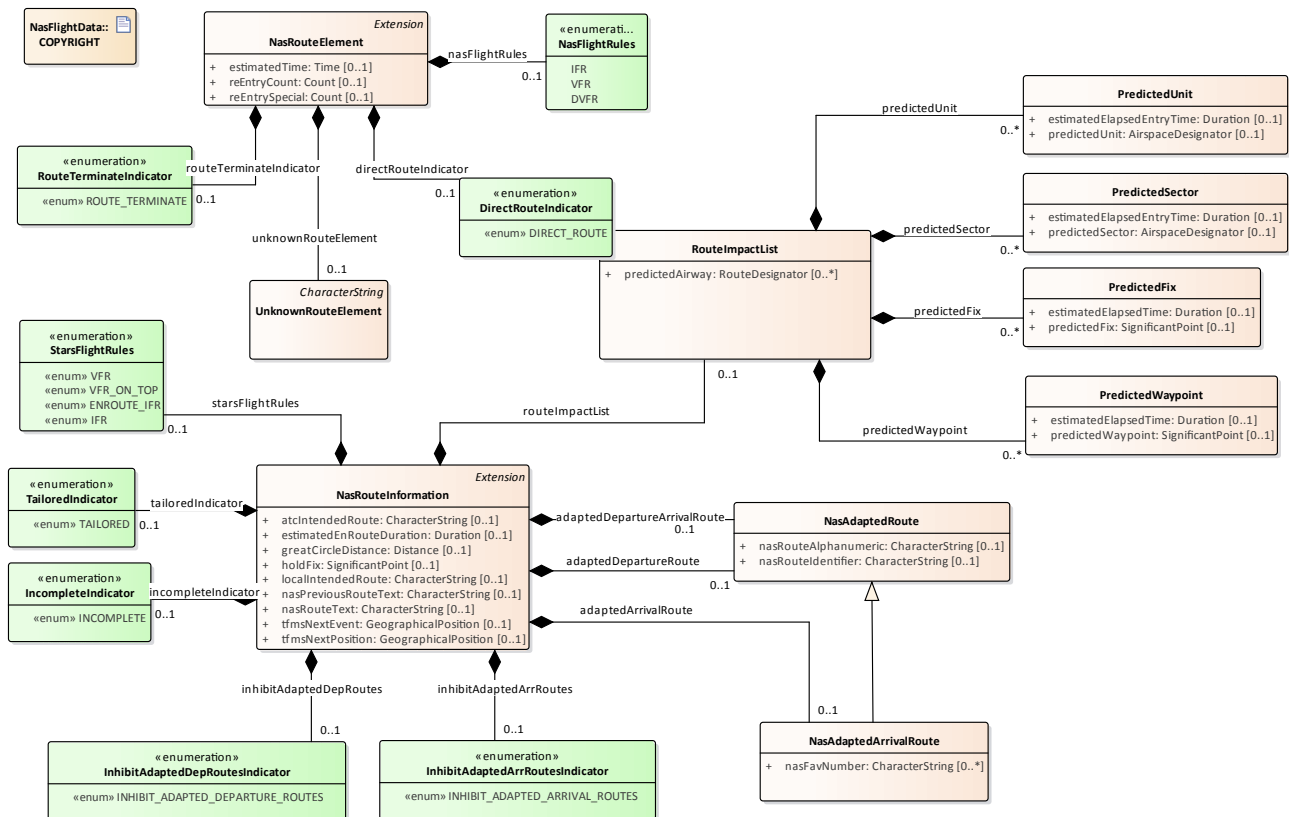 NasFlightData::
COPYRIGHT
Extension
NasRouteElement
+ estimatedTime: Time [0..1]
+ reEntryCount: Count [0..1]
+ reEntrySpecial: Count [0..1]
nasFlightRules
0..1
«enumerati...
NasFlightRules
IFR
VFR
DVFR
predictedUnit
0..*
PredictedUnit
+ estimatedElapsedEntryTime: Duration [0..1]
+ predictedUnit: AirspaceDesignator [0..1]
«enumeration»
RouteTerminateIndicator
«enum» ROUTE_TERMINATE
routeTerminateIndicator
0..1
directRouteIndicator
0..1
«enumeration»
DirectRouteIndicator
«enum» DIRECT_ROUTE
unknownRouteElement
0..1
CharacterString
UnknownRouteElement
RouteImpactList
+ predictedAirway: RouteDesignator [0..*]
predictedSector
0..*
PredictedSector
+ estimatedElapsedEntryTime: Duration [0..1]
+ predictedSector: AirspaceDesignator [0..1]
predictedFix
0..*
PredictedFix
+ estimatedElapsedTime: Duration [0..1]
+ predictedFix: SignificantPoint [0..1]
predictedWaypoint
0..*
PredictedWaypoint
+ estimatedElapsedTime: Duration [0..1]
+ predictedWaypoint: SignificantPoint [0..1]
«enumeration»
StarsFlightRules
«enum» VFR
«enum» VFR_ON_TOP
«enum» ENROUTE_IFR
«enum» IFR
starsFlightRules
0..1
routeImpactList
0..1
«enumeration»
TailoredIndicator
«enum» TAILORED
tailoredIndicator
0..1
«enumeration»
IncompleteIndicator
«enum» INCOMPLETE
incompleteIndicator
0..1
Extension
NasRouteInformation
+ atcIntendedRoute: CharacterString [0..1]
+ estimatedEnRouteDuration: Duration [0..1]
+ greatCircleDistance: Distance [0..1]
+ holdFix: SignificantPoint [0..1]
+ localIntendedRoute: CharacterString [0..1]
+ nasPreviousRouteText: CharacterString [0..1]
+ nasRouteText: CharacterString [0..1]
+ tfmsNextEvent: GeographicalPosition [0..1]
+ tfmsNextPosition: GeographicalPosition [0..1]
adaptedDepartureArrivalRoute
0..1
adaptedDepartureRoute
0..1
adaptedArrivalRoute
0..1
NasAdaptedRoute
+ nasRouteAlphanumeric: CharacterString [0..1]
+ nasRouteIdentifier: CharacterString [0..1]
NasAdaptedArrivalRoute
+ nasFavNumber: CharacterString [0..*]
inhibitAdaptedDepRoutes
0..1
«enumeration»
InhibitAdaptedDepRoutesIndicator
«enum» INHIBIT_ADAPTED_DEPARTURE_ROUTES
inhibitAdaptedArrRoutes
0..1
«enumeration»
InhibitAdaptedArrRoutesIndicator
«enum» INHIBIT_ADAPTED_ARRIVAL_ROUTES